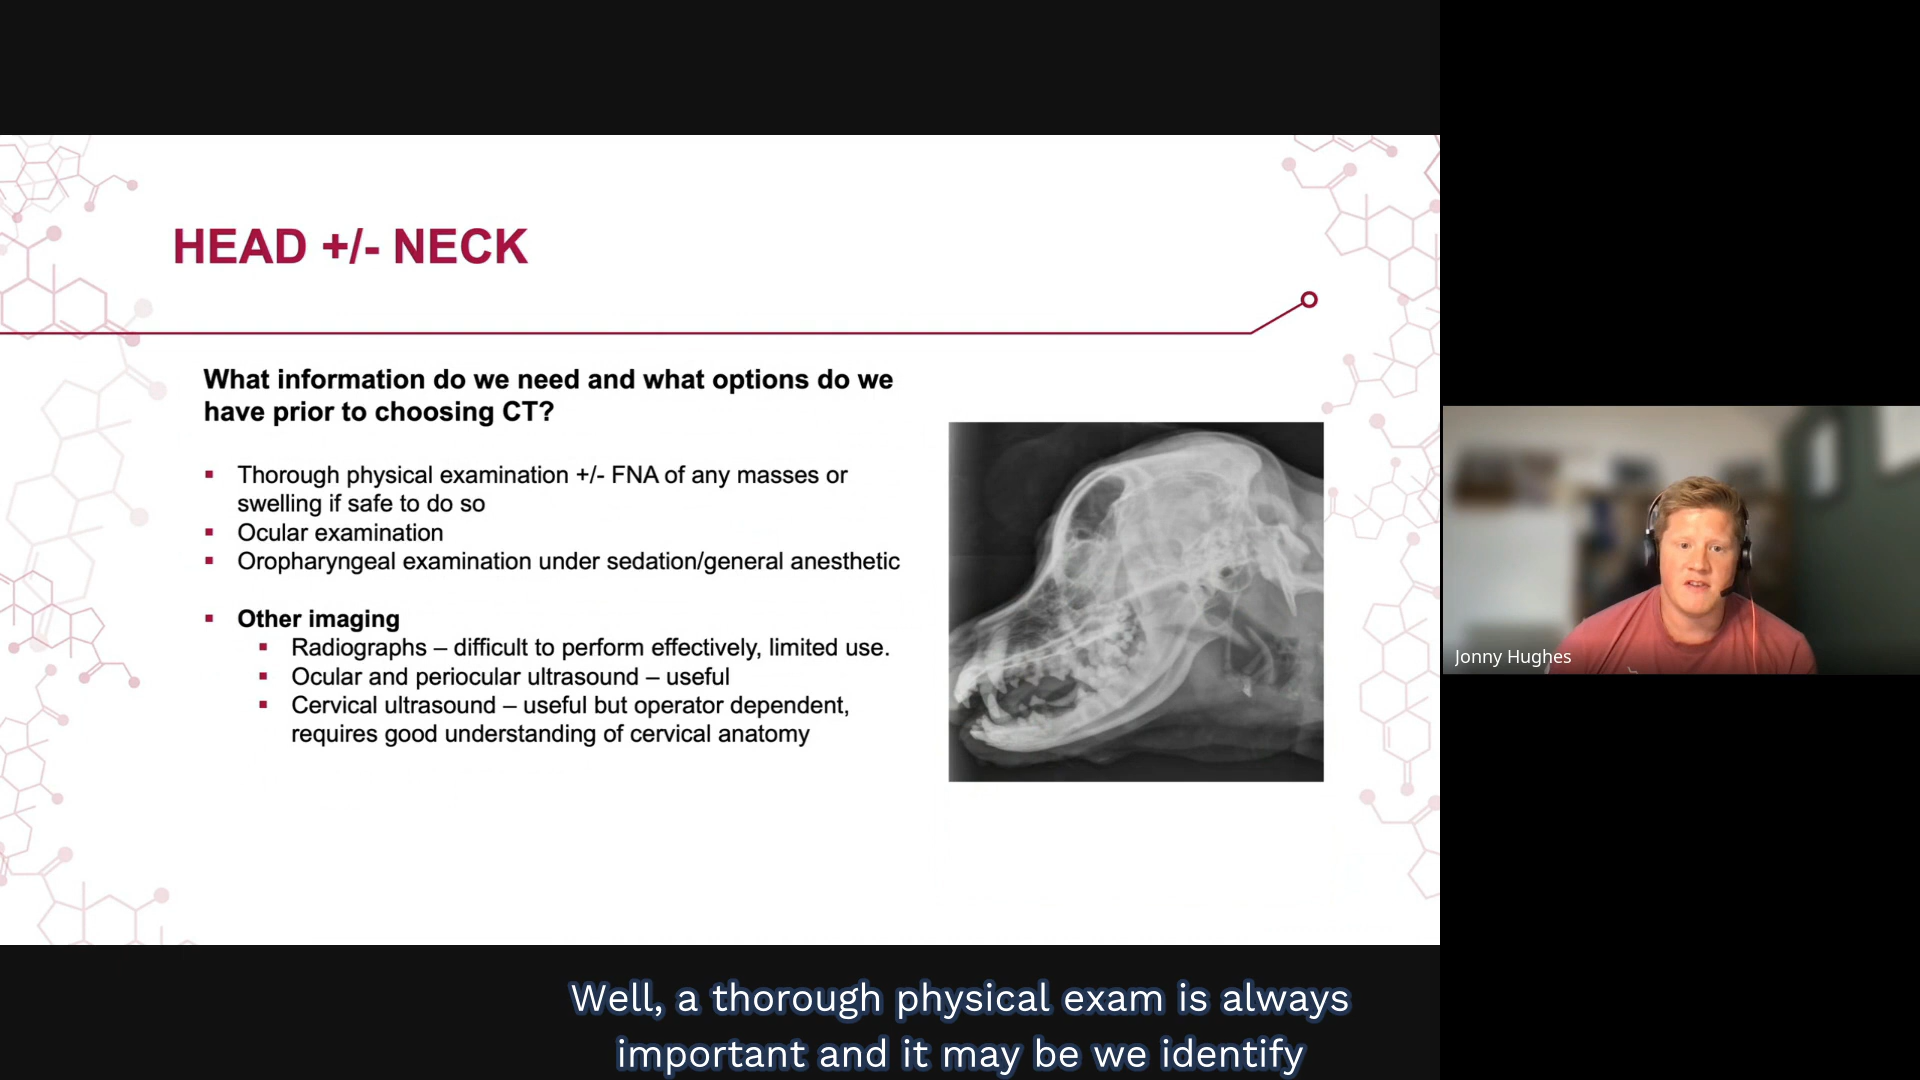 HEAD +/- NECK
What information do we need and what options do we
have prior to choosing CT?
Thorough physical examination +/- FNA of any masses or
swelling if safe to do so
Ocular examination
Oropharyngeal examination under sedation/general anesthetic
Other imaging
Radiographs – difficult to perform effectively, limited use.
Ocular and periocular ultrasound – useful
Cervical ultrasound – useful but operator dependent,
requires good understanding of cervical anatomy
Jonny Hughes
Well, a thorough physical exam is always
important and it may be we identify